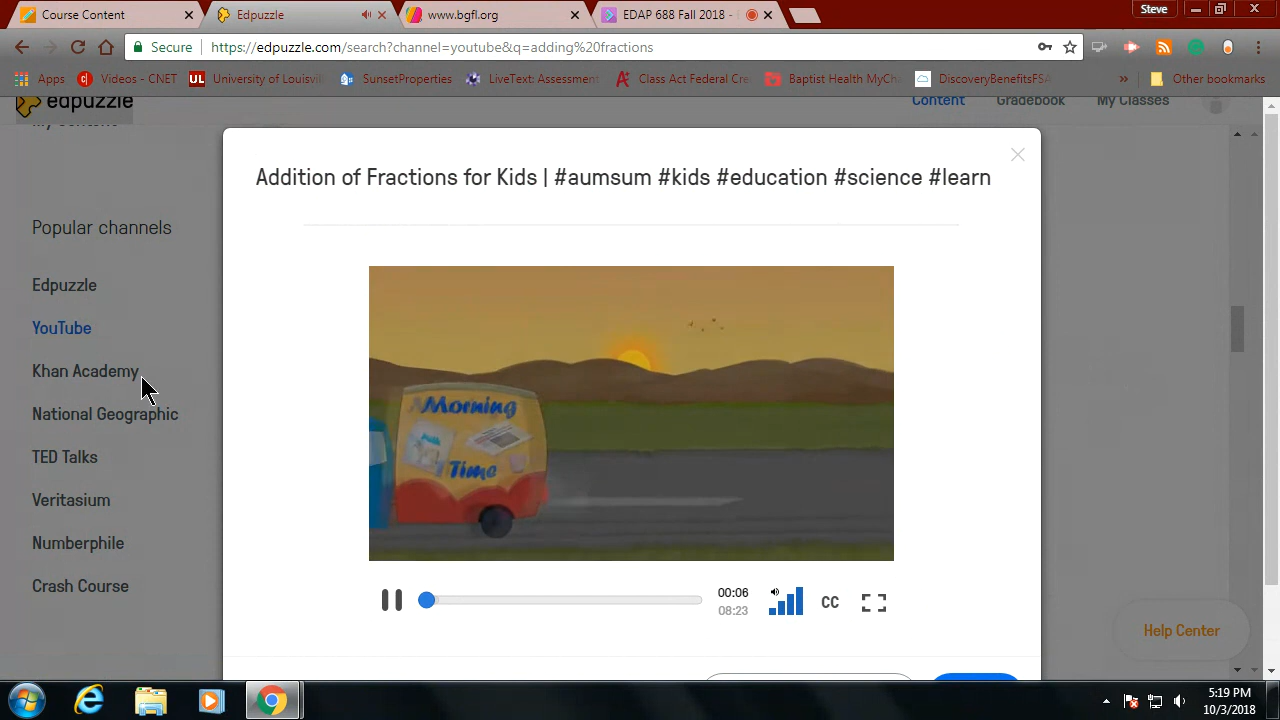 Course Content
Edpuzzle
www.bgfl.org
EDAP 688 Fall 2018 -
Steve
Secure
https://edpuzzle.com/search?channel=youtube&q=adding%20fractions
Apps
Videos - CNET
UL University of Louisvil
SunsetProperties
LiveText: Assessment
Class Act Federal Cre
Baptist Health MyCha
DiscoveryBenefitsFSA
»
Other bookmarks
edpuzzle
Content
Gradebook
My Classes
My Content
Addition of Fractions for Kids | #aumsum #kids #education #science #learn
Popular channels
Edpuzzle
YouTube
Khan Academy
National Geographic
TED Talks
Veritasium
Numberphile
Crash Course
Morning
Time
00:06
08:23
CC
Help Center
5:19 PM
10/3/2018